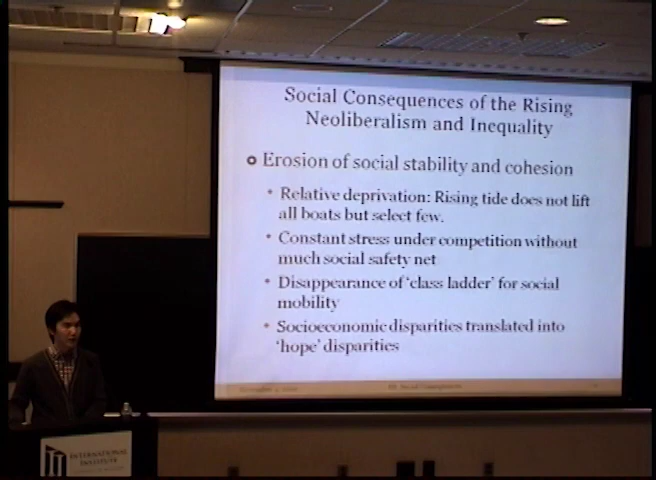 Social Consequences of the Rising
Neoliberalism and Inequality
Erosion of social stability and cohesion
Relative deprivation: Rising tide does not lift
all boats but select few.
Constant stress under competition without
much social safety net
Disappearance of 'class ladder' for social
mobility
Socioeconomic disparities translated into
'hope' disparities
INTERNATIONAL
INSTITUTE